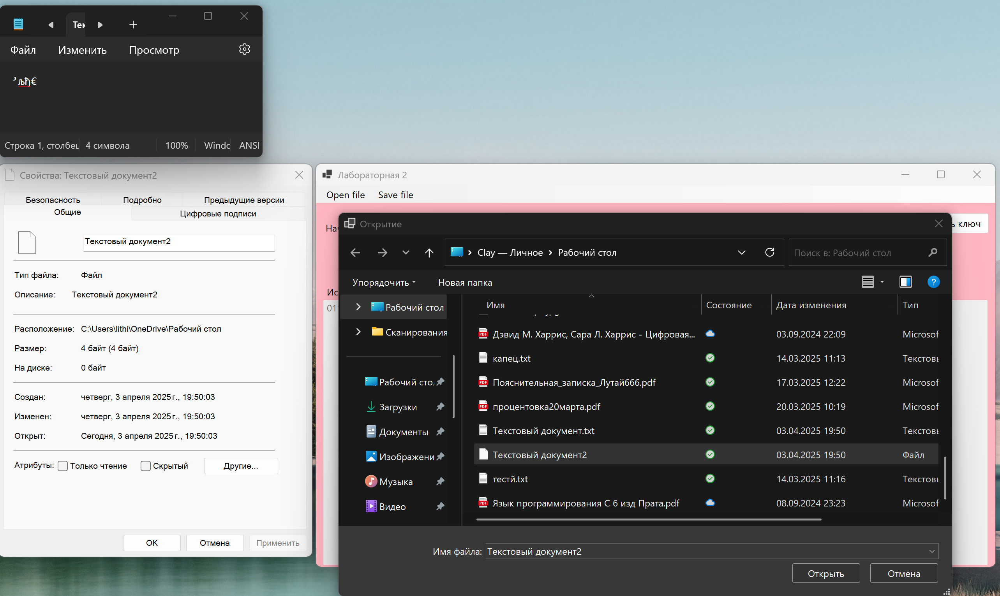 Тек
Файл
Изменить
Просмотр
’љђ€
Строка 1, столбец
4 символа
100%
Windo
ANSI
Свойства: Текстовый документ2
Безопасность
Подробно
Предыдущие версии
Общие
Цифровые подписи
Текстовый документ2
Тип файла: Файл
Описание: Текстовый документ2
Расположение: C:\Users\lithi\OneDrive\Рабочий стол
Размер: 4 байт (4 байт)
На диске: 0 байт
Создан: четверг, 3 апреля 2025 г., 19:50:03
Изменен: четверг, 3 апреля 2025 г., 19:50:03
Открыт: Сегодня, 3 апреля 2025 г., 19:50:03
Атрибуты: Только чтение Скрытый Другие...
OK
Отмена
Применить
Лабораторная 2
Open file
Save file
На
ключ
Ис
01
Открытие
Clay — Личное
Рабочий стол
Поиск в: Рабочий стол
Упорядочить
Новая папка
?
Рабочий стол
Сканирования
Рабочий сто
Загрузки
Документы
Изображени
Музыка
Видео
Имя Состояние Дата изменения Тип
PDF Дэвид М. Харрис, Сара Л. Харрис - Цифровая... 03.09.2024 22:09 Microsof
капец.txt 14.03.2025 11:13 Текстовы
PDF Пояснительная_записка_Лутай666.pdf 17.03.2025 12:22 Microsof
PDF процентовка20марта.pdf 20.03.2025 10:19 Microsof
Текстовый документ.txt 03.04.2025 19:50 Текстовы
Текстовый документ2 03.04.2025 19:50 Файл
тестй.txt 14.03.2025 11:16 Текстовы
PDF Язык программирования C 6 изд Прата.pdf 08.09.2024 23:23 Microsof
Имя файла: Текстовый документ2
Открыть
Отмена